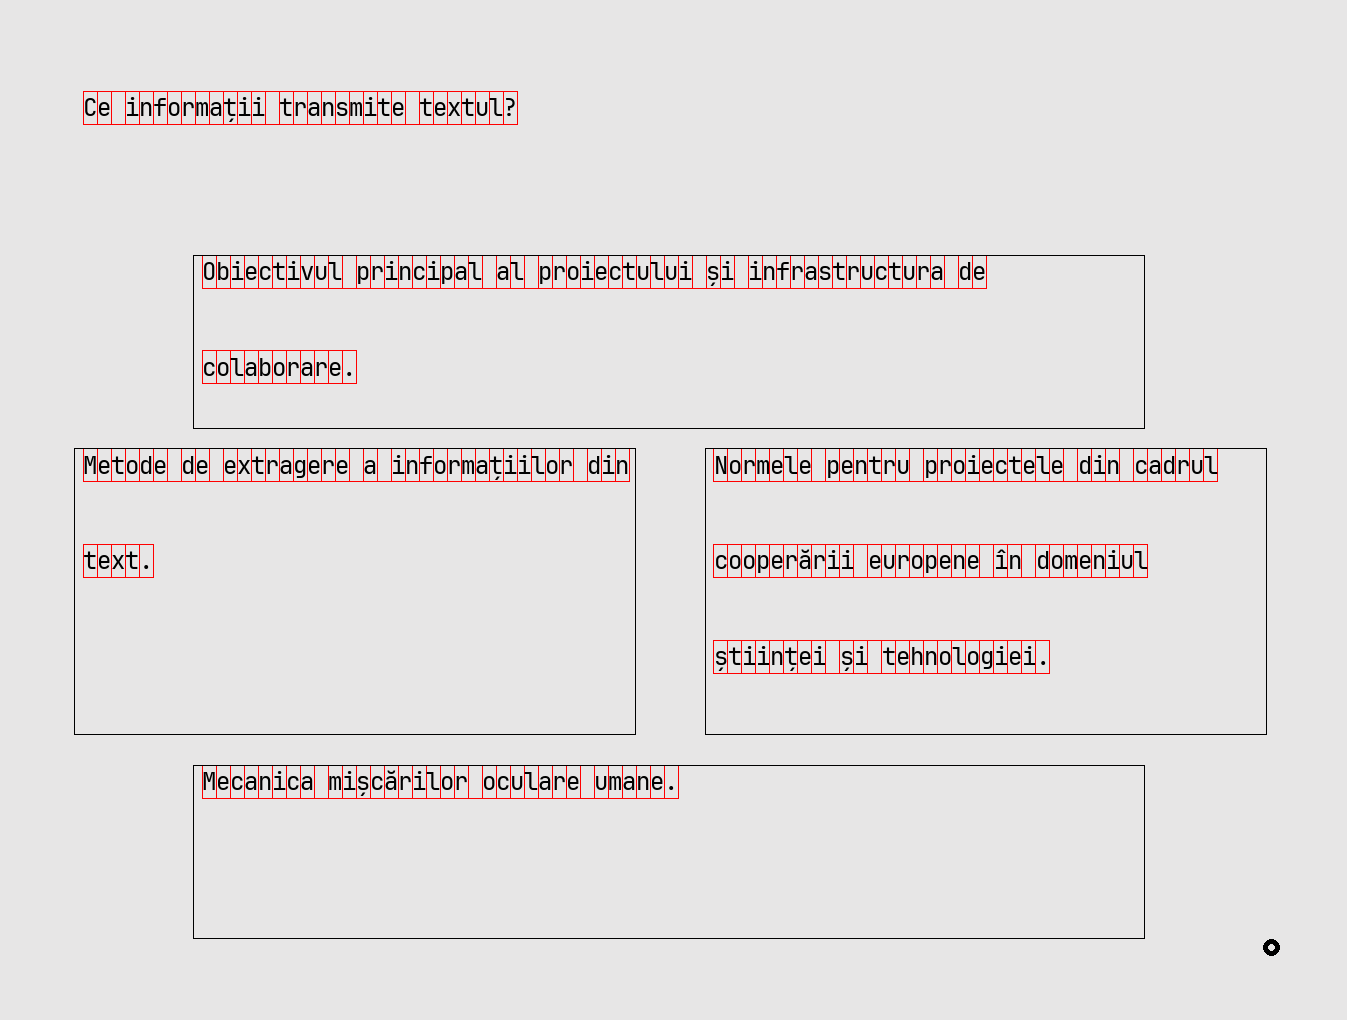 Ce informații transmite textul?
Obiectivul principal al proiectului și infrastructura de
colaborare.
Metode de extragere a informațiilor din
text.
Normele pentru proiectele din cadrul
cooperării europene în domeniul
științei și tehnologiei.
Mecanica mișcărilor oculare umane.